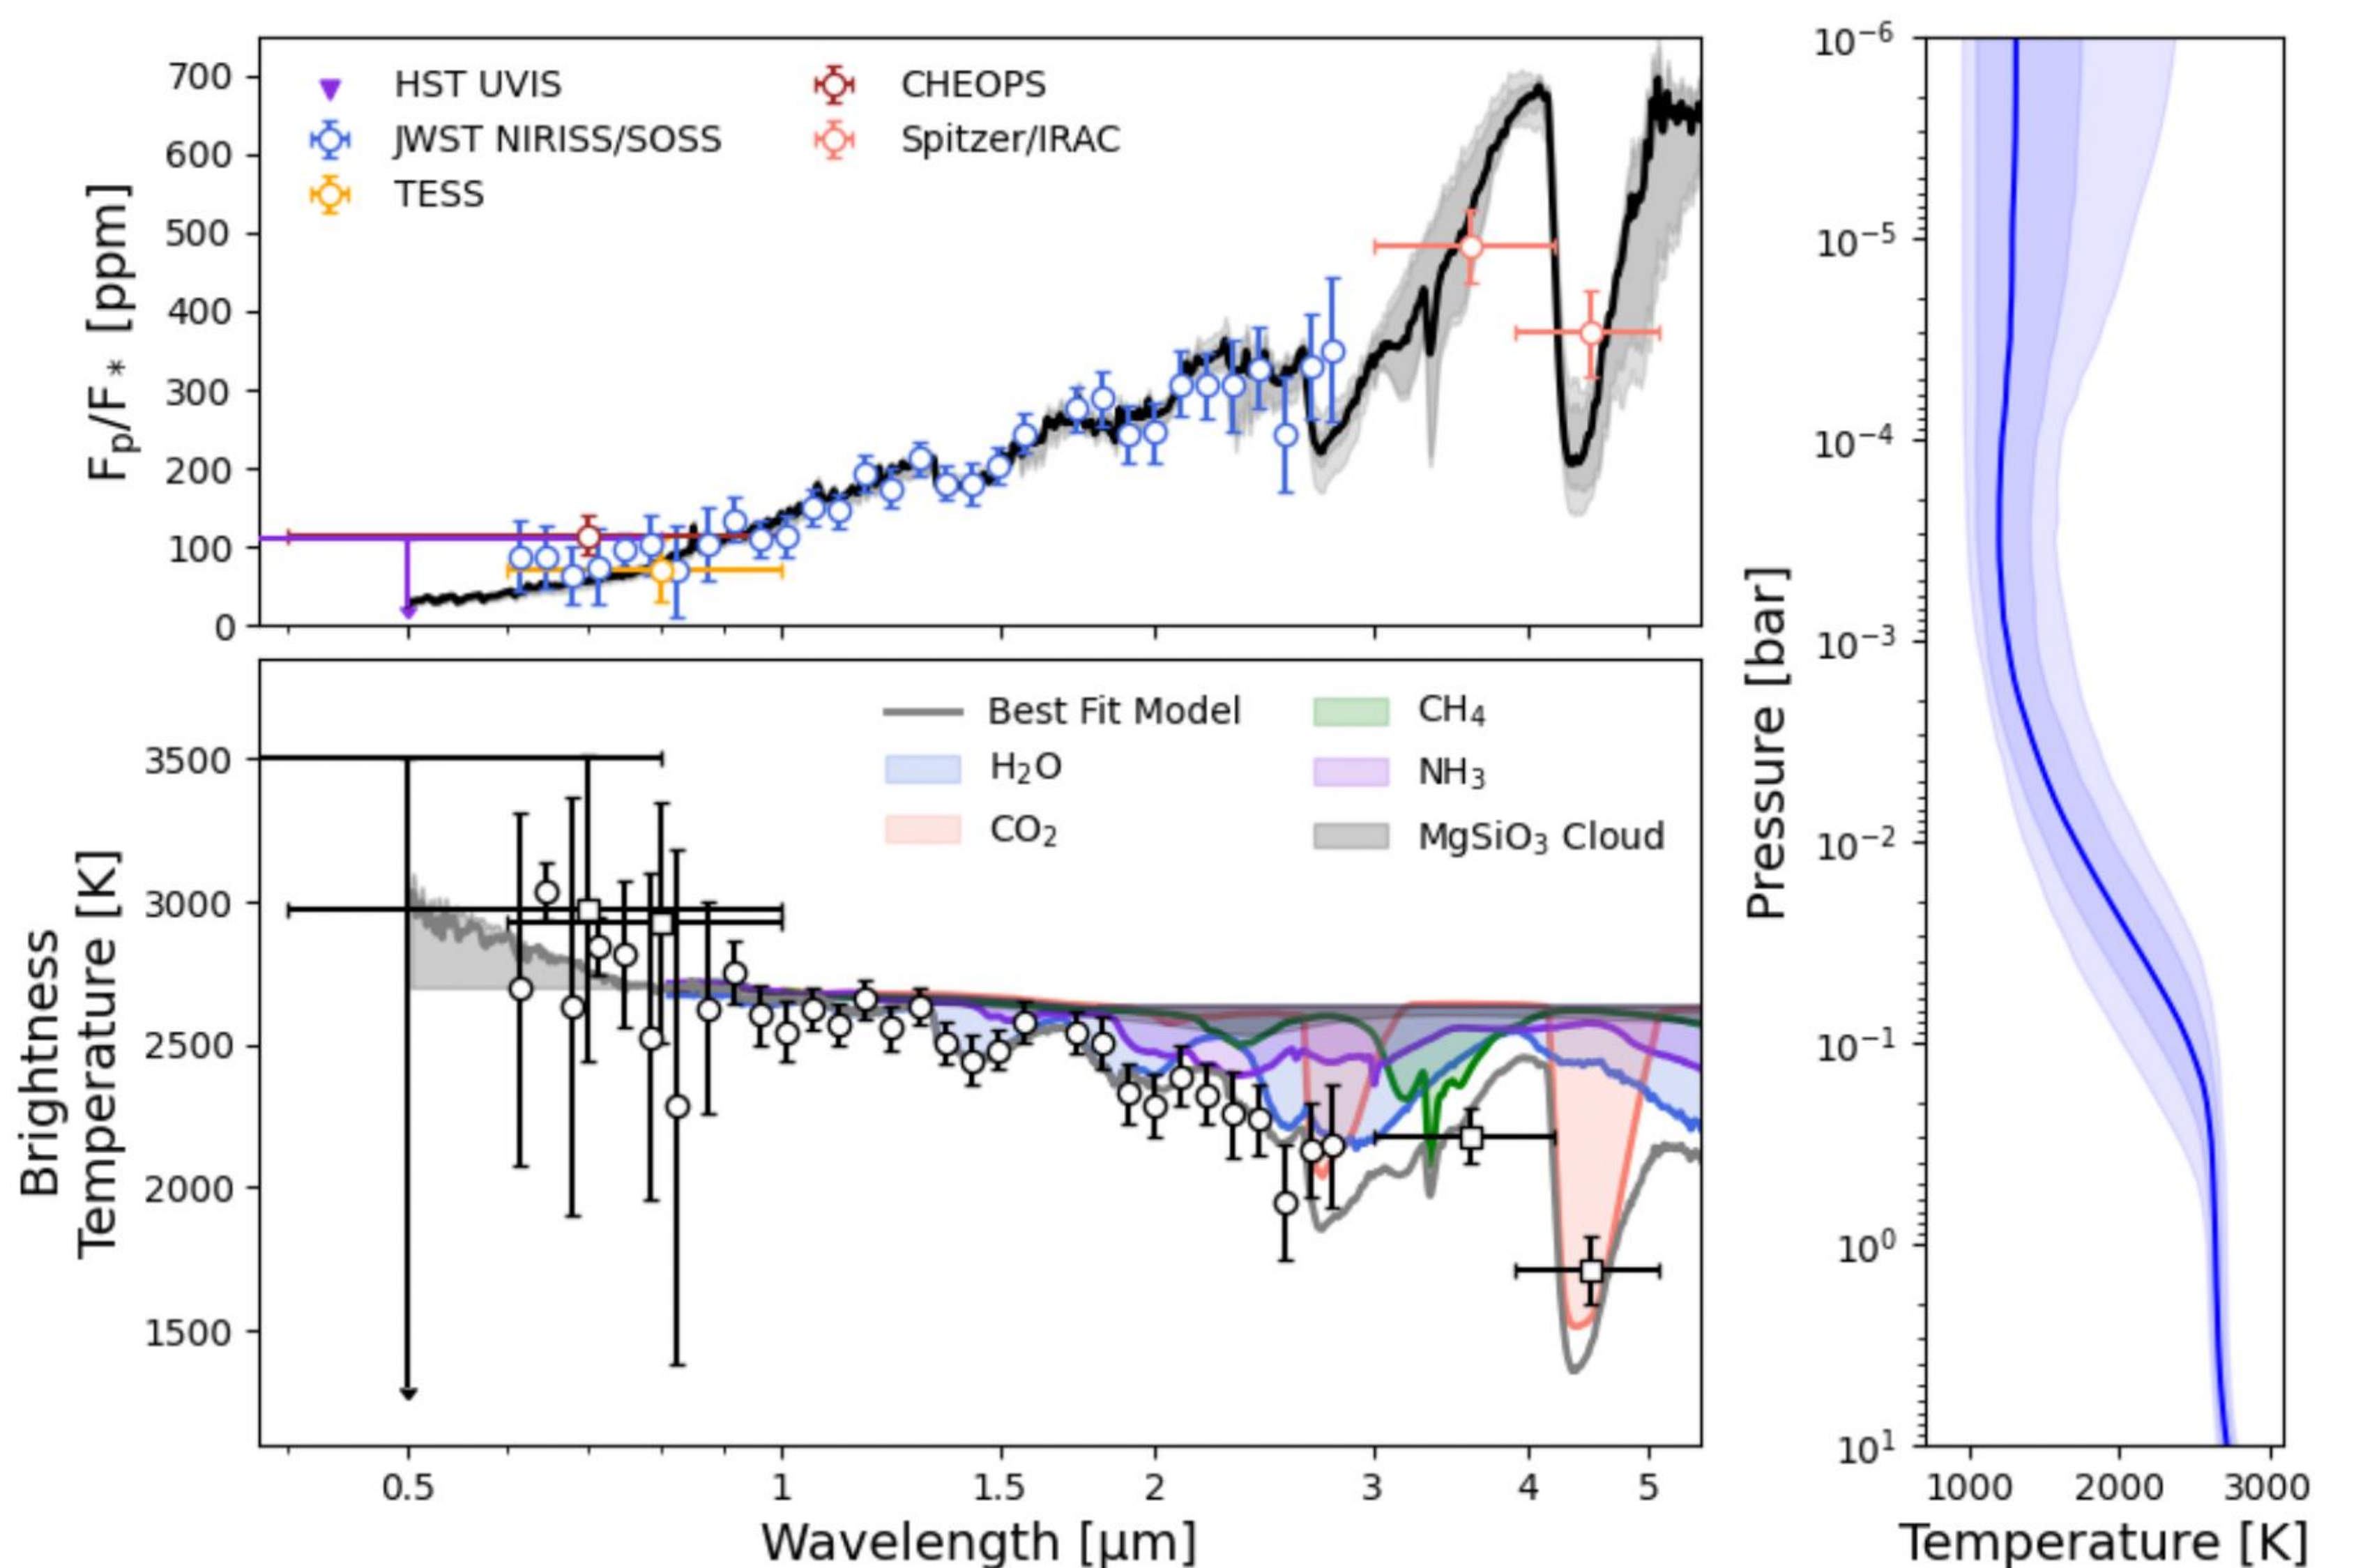 700
600
500
400
300
200
100
0
Fₚ/F* [ppm]
HST UVIS
JWST NIRISS/SOSS
TESS
CHEOPS
Spitzer/IRAC
3500
3000
2500
2000
1500
Brightness
Temperature [K]
Best Fit Model
H₂O
CO₂
CH₄
NH₃
MgSiO₃ Cloud
0.5
1
1.5
2
3
4
5
Wavelength [µm]
10⁻⁶
10⁻⁵
10⁻⁴
10⁻³
10⁻²
10⁻¹
10⁰
10¹
Pressure [bar]
1000
2000
3000
Temperature [K]